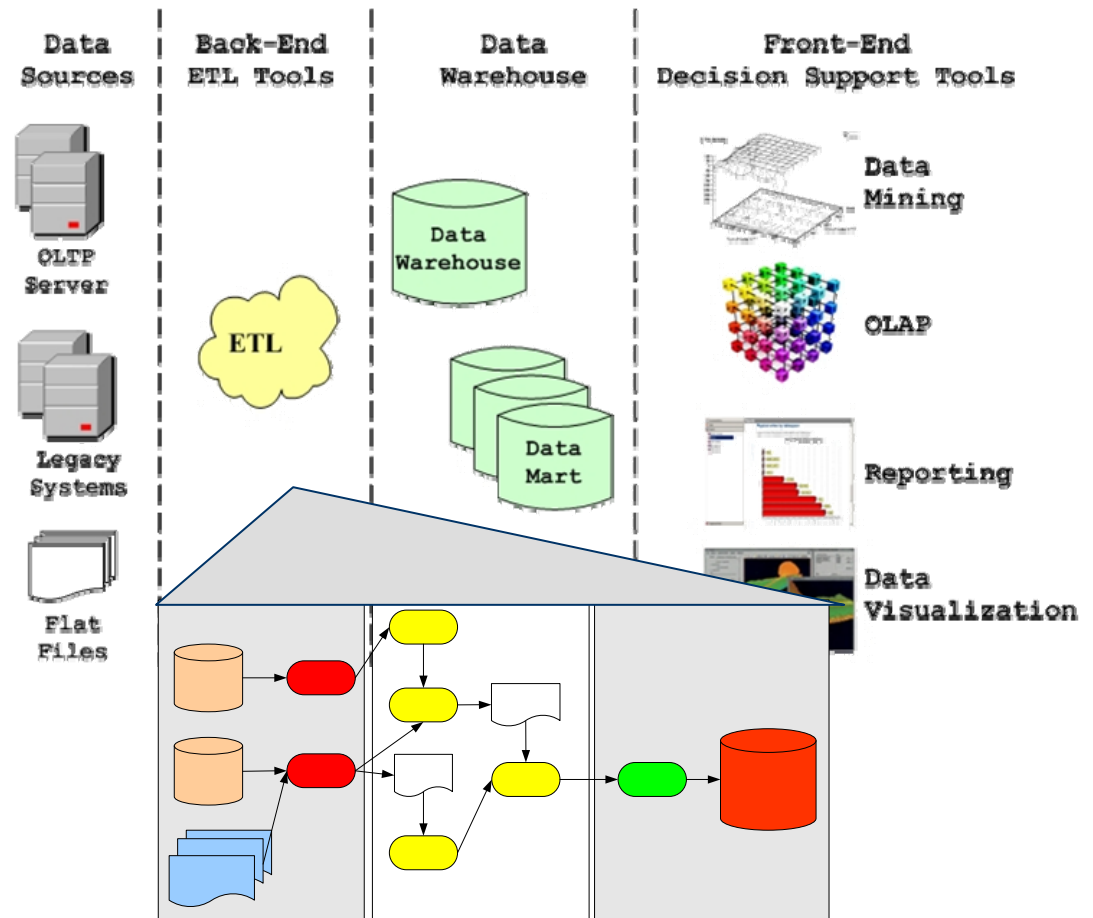 Data
Sources
Back-End
ETL Tools
Data
Warehouse
Front-End
Decision Support Tools
OLTP
Server
Legacy
Systems
Flat
Files
ETL
Data
Warehouse
Data
Mart
Data
Mining
OLAP
Reporting
Data
Visualization